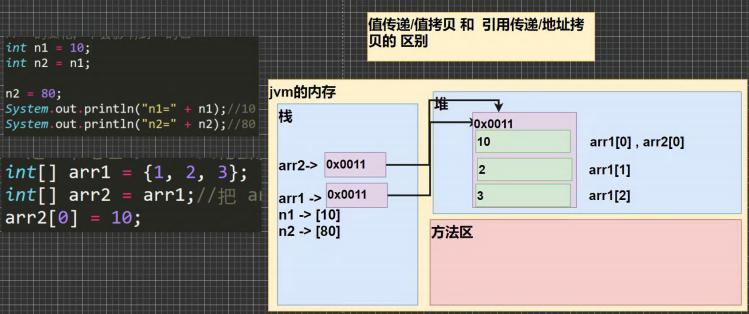 值传递/值拷贝 和 引用传递/地址拷
贝的 区别
int n1 = 10;
int n2 = n1;
n2 = 80;
System.out.println("n1=" + n1);//10
System.out.println("n2=" + n2);//80
int[] arr1 = {1, 2, 3};
int[] arr2 = arr1;//把
arr2[0] = 10;
jvm的内存
栈
arr2-> 0x0011
arr1 -> 0x0011
n1 -> [10]
n2 -> [80]
堆
0x0011
10 arr1[0] , arr2[0]
2 arr1[1]
3 arr1[2]
方法区